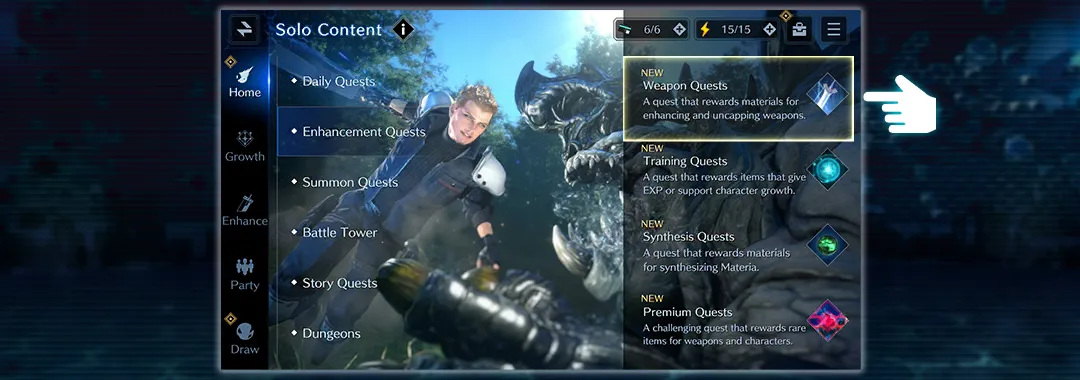 Solo Content
i
6/6
15/15
Home
Growth
Enhance
Party
Draw
Daily Quests
Enhancement Quests
Summon Quests
Battle Tower
Story Quests
Dungeons
NEW
Weapon Quests
A quest that rewards materials for
enhancing and uncapping weapons.
NEW
Training Quests
A quest that rewards items that give
EXP or support character growth.
NEW
Synthesis Quests
A quest that rewards materials
for synthesizing Materia.
NEW
Premium Quests
A challenging quest that rewards rare
items for weapons and characters.